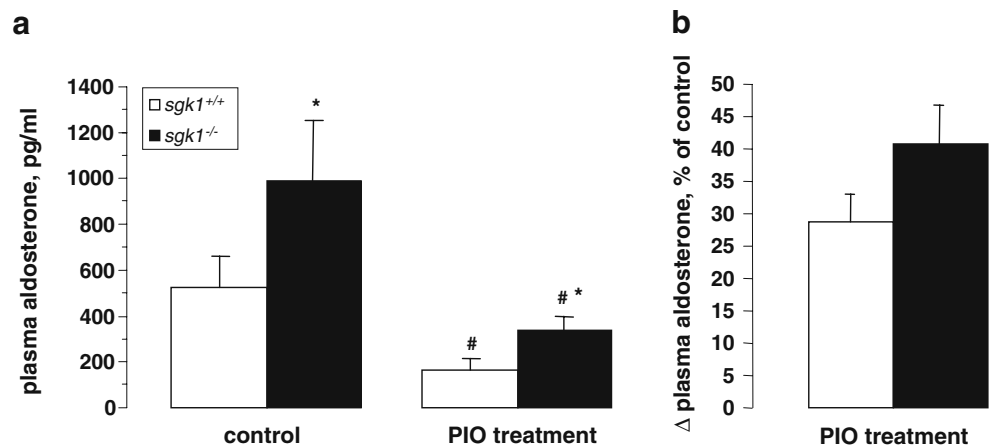 a
plasma aldosterone, pg/ml
1400
1200
1000
800
600
400
200
0
sgk1+/+
sgk1-/-
*
#
# *
control
PIO treatment
b
Δ plasma aldosterone, % of control
50
45
40
35
30
25
20
15
10
5
0
PIO treatment